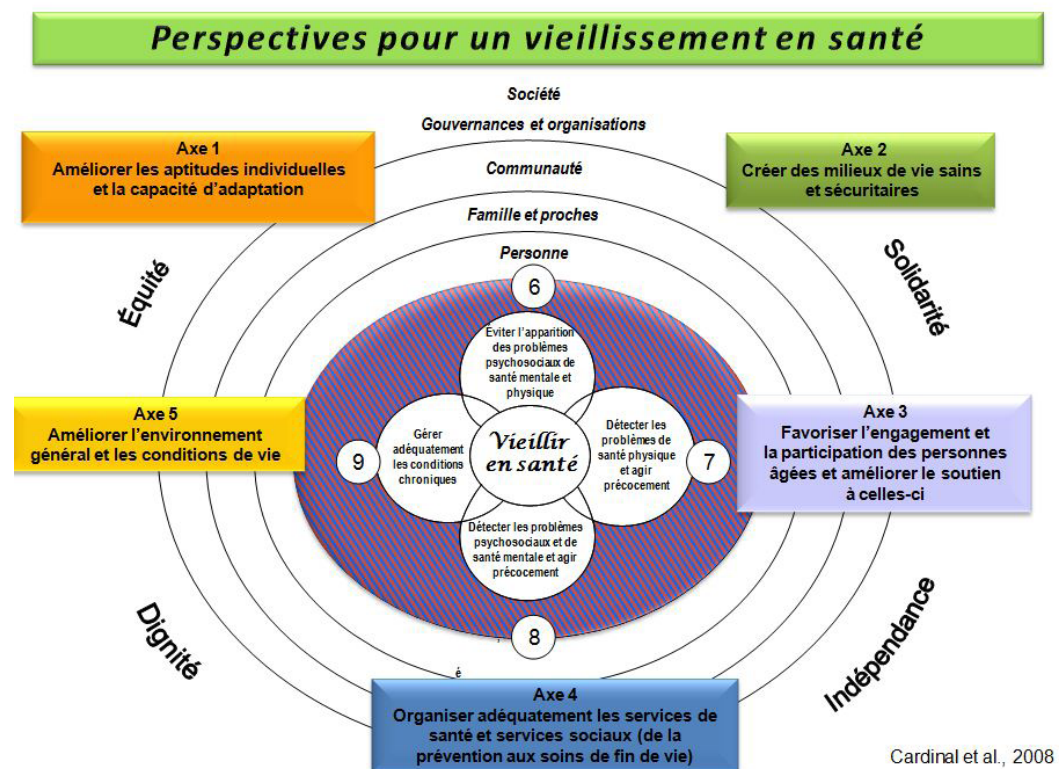 Perspectives pour un vieillissement en santé
Société
Gouvernances et organisations
Axe 1
Améliorer les aptitudes individuelles
et la capacité d'adaptation
Axe 2
Créer des milieux de vie sains
et sécuritaires
Communauté
Famille et proches
Personne
Équité
Solidarité
6
Éviter l'apparition
des problèmes
psychosociaux de
santé mentale et
physique
Axe 5
Améliorer l'environnement
général et les conditions de vie
9
Gérer
adéquatement
les conditions
chroniques
Vieillir
en santé
Détecter les
problèmes de
santé physique
et agir
précocement
7
Axe 3
Favoriser l'engagement et
la participation des personnes
âgées et améliorer le soutien
à celles-ci
Détecter les problèmes
psychosociaux et de
santé mentale et agir
précocement
8
Dignité
Indépendance
é
Axe 4
Organiser adéquatement les services de
santé et services sociaux (de la
prévention aux soins de fin de vie)
Cardinal et al., 2008